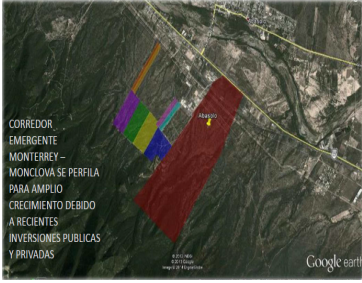 Abasolo
CORREDOR
EMERGENTE
MONTERREY –
MONCLOVA SE PERFILA
PARA AMPLIO
CRECIMIENTO DEBIDO
A RECIENTES
INVERSIONES PUBLICAS
Y PRIVADAS
Google earth